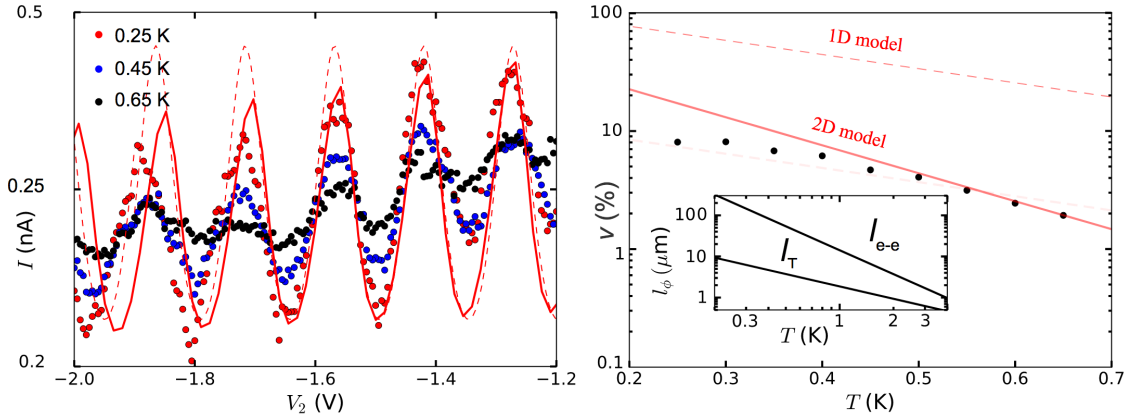 0.5
0.25
0.2
I (nA)
0.25 K
0.45 K
0.65 K
−2.0
−1.8
−1.6
−1.4
−1.2
V₂ (V)
100
10
1
0.1
v (%)
1D model
2D model
100
10
1
lϕ (μm)
lT
le-e
0.3
1
2
3
T (K)
0.2
0.3
0.4
0.5
0.6
0.7
T (K)